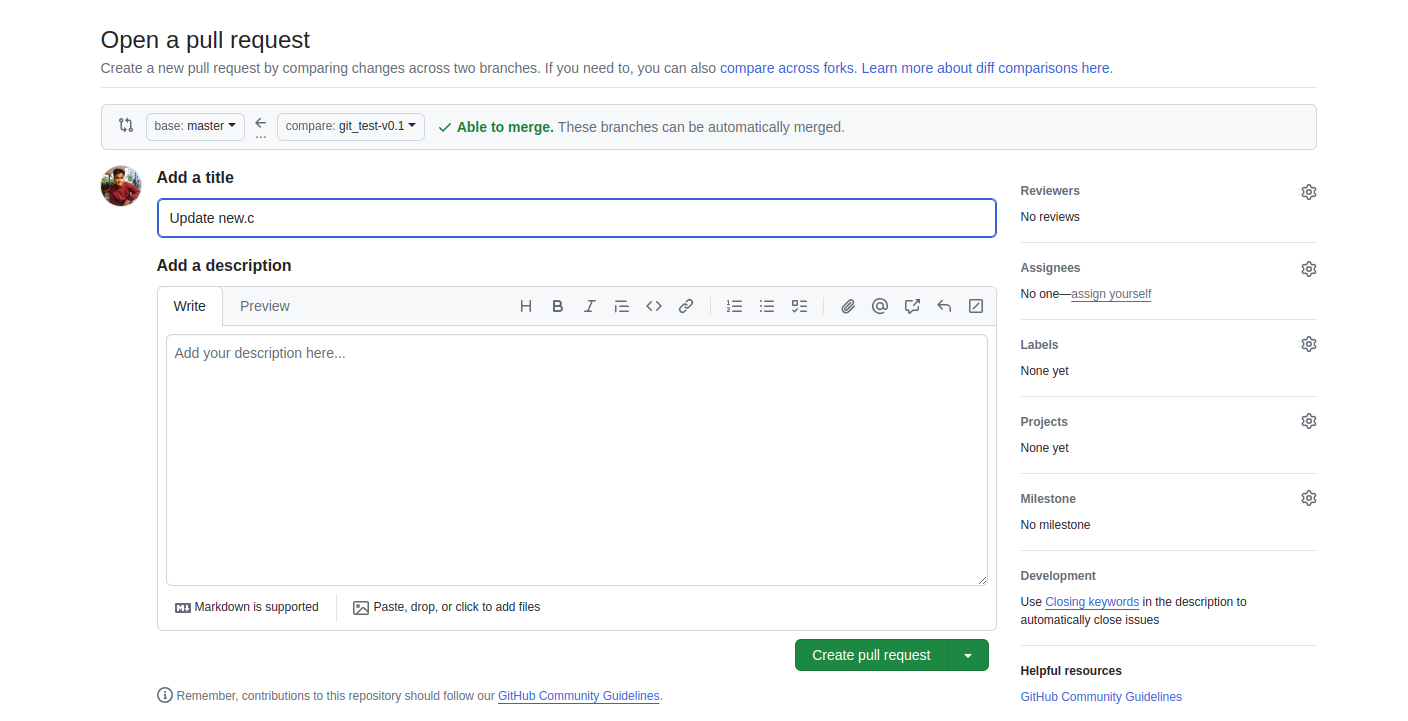 Open a pull request
Create a new pull request by comparing changes across two branches. If you need to, you can also compare across forks. Learn more about diff comparisons here.
base: master
...
compare: git_test-v0.1
Able to merge. These branches can be automatically merged.
Add a title
Update new.c
Add a description
Write
Preview
Add your description here...
Markdown is supported
Paste, drop, or click to add files
Create pull request
Remember, contributions to this repository should follow our GitHub Community Guidelines.
Reviewers
No reviews
Assignees
No one—assign yourself
Labels
None yet
Projects
None yet
Milestone
No milestone
Development
Use Closing keywords in the description to
automatically close issues
Helpful resources
GitHub Community Guidelines